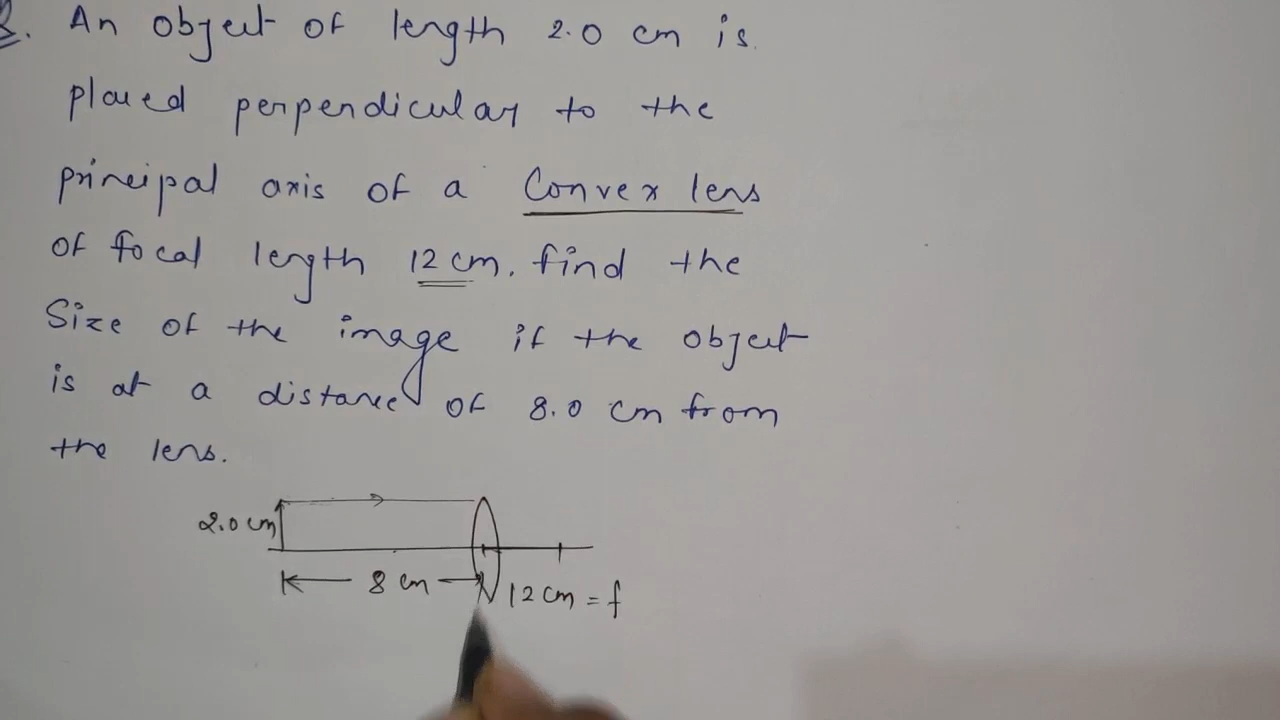 Q. An object of length 2.0 cm is
placed perpendicular to the
principal axis of a Convex lens
of focal length 12 cm. find the
Size of the image if the object
is at a distance of 8.0 cm from
the lens.
2.0 cm
8 cm 12 cm = f